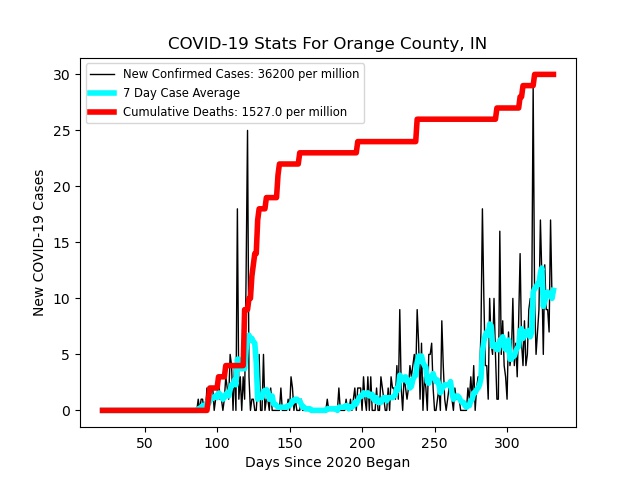 COVID-19 Stats For Orange County, IN
New Confirmed Cases: 36200 per million
7 Day Case Average
Cumulative Deaths: 1527.0 per million
New COVID-19 Cases
30
25
20
15
10
5
0
50 100 150 200 250 300
Days Since 2020 Began